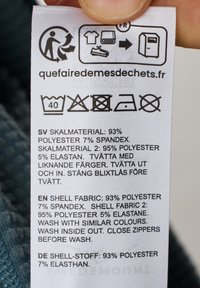 FR
quefairedemesdechets.fr
40
SV SKALMATERIAL: 93%
POLYESTER 7% SPANDEX.
SKALMATERIAL 2: 95% POLYESTER
5% ELASTAN. TVÄTTA MED
LIKNANDE FÄRGER. TVÄTTA UT
OCH IN. STÄNG BLIXTLÅS FÖRE
TVÄTT.
EN SHELL FABRIC: 93% POLYESTER
7% SPANDEX. SHELL FABRIC 2:
95% POLYESTER 5% ELASTANE.
WASH WITH SIMILAR COLOURS.
WASH INSIDE OUT. CLOSE ZIPPERS
BEFORE WASH.
DE SHELL-STOFF: 93% POLYESTER
7% ELASTHAN.